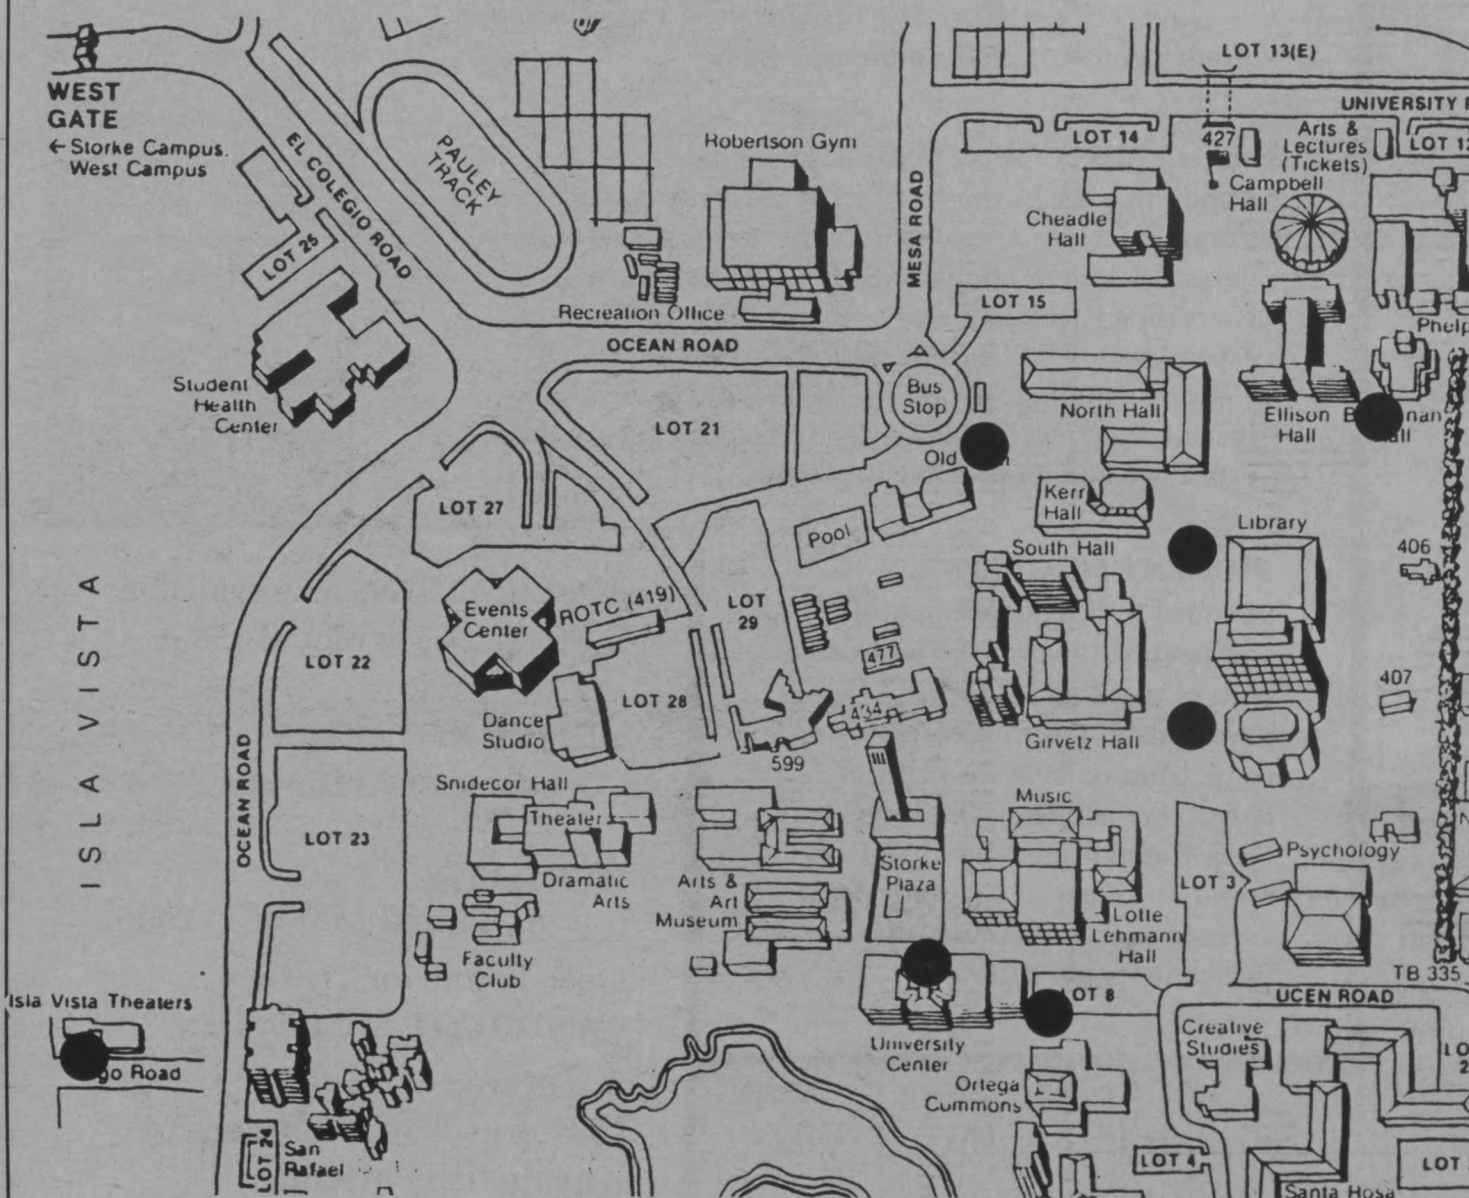 LOT 13(E)
WEST
GATE
← Storke Campus.
West Campus
UNIVERSITY
EL COLEGIO ROAD
PAULEY
TRACK
Robertson Gym
LOT 14
427
Arts &
Lectures
(Tickets)
LOT
Campbell
Hall
Cheadle
Hall
MESA ROAD
LOT 25
Recreation Office
LOT 15
OCEAN ROAD
Student
Health
Center
Bus
Stop
North Hall
Ellison
Hall
LOT 21
Old
LOT 27
Pool
Kerr
Hall
South Hall
Library
406
Events
Center
ROTC (419)
LOT
29
477
407
LOT 22
LOT 28
434
Dance
Studio
599
Girvetz Hall
ISLA VISTA
OCEAN ROAD
LOT 23
Snidecor Hall
Theater
Dramatic
Arts
Music
Arts &
Art
Museum
Storke
Plaza
LOT 3
Psychology
Lotte
Lehmann
Hall
Faculty
Club
TB 335
Isla Vista Theaters
Road
LOT 8
UCEN ROAD
University
Center
Creative
Studies
Ortega
Commons
LOT 24
San
Rafael
LOT 4
LOT
Santa Rosa